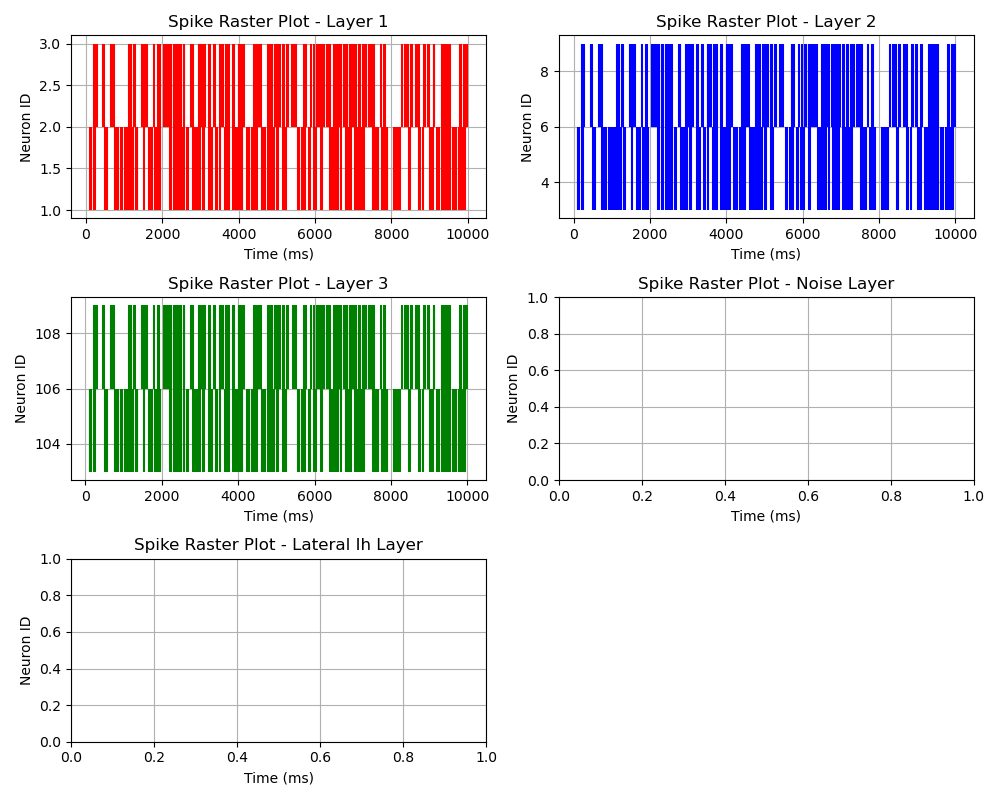 Spike Raster Plot - Layer 1
Neuron ID
3.0
2.5
2.0
1.5
1.0
0 2000 4000 6000 8000 10000
Time (ms)
Spike Raster Plot - Layer 2
Neuron ID
8
6
4
0 2000 4000 6000 8000 10000
Time (ms)
Spike Raster Plot - Layer 3
Neuron ID
108
106
104
0 2000 4000 6000 8000 10000
Time (ms)
Spike Raster Plot - Noise Layer
Neuron ID
1.0
0.8
0.6
0.4
0.2
0.0
0.0 0.2 0.4 0.6 0.8 1.0
Time (ms)
Spike Raster Plot - Lateral Ih Layer
Neuron ID
1.0
0.8
0.6
0.4
0.2
0.0
0.0 0.2 0.4 0.6 0.8 1.0
Time (ms)